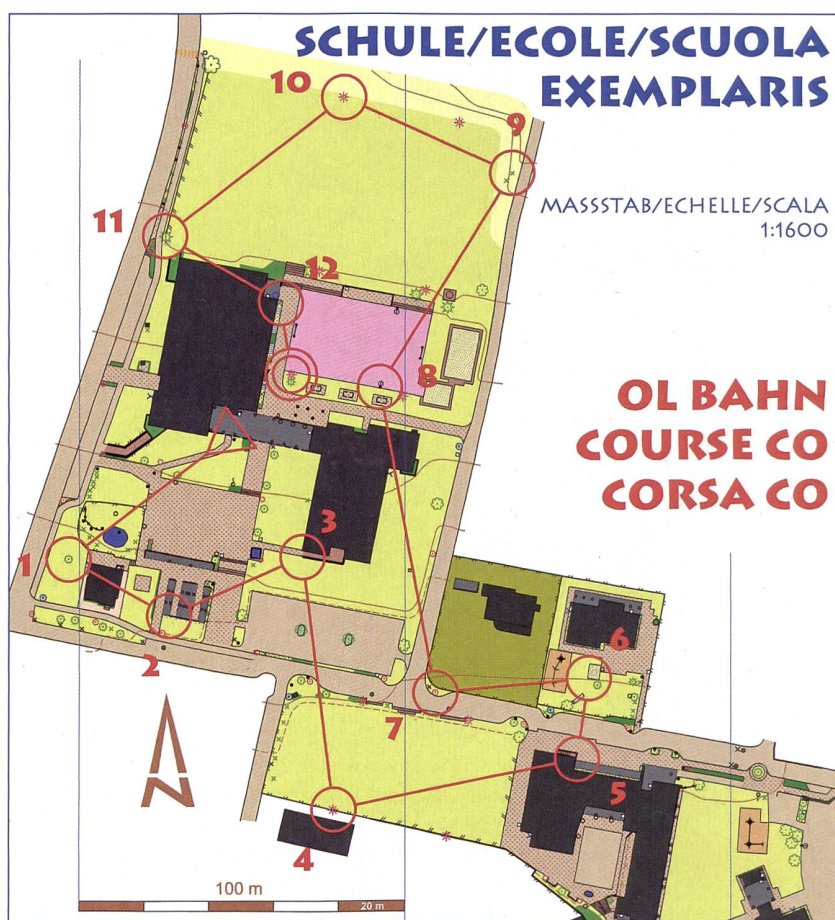 SCHULE/ECOLE/SCUOLA
EXEMPLARIS
MASSSTAB/ECHELLE/SCALA
1:1600
OL BAHN
COURSE CO
CORSA CO
10
9
11
12
8
3
1
6
2
7
5
4
N
100 m
20 m